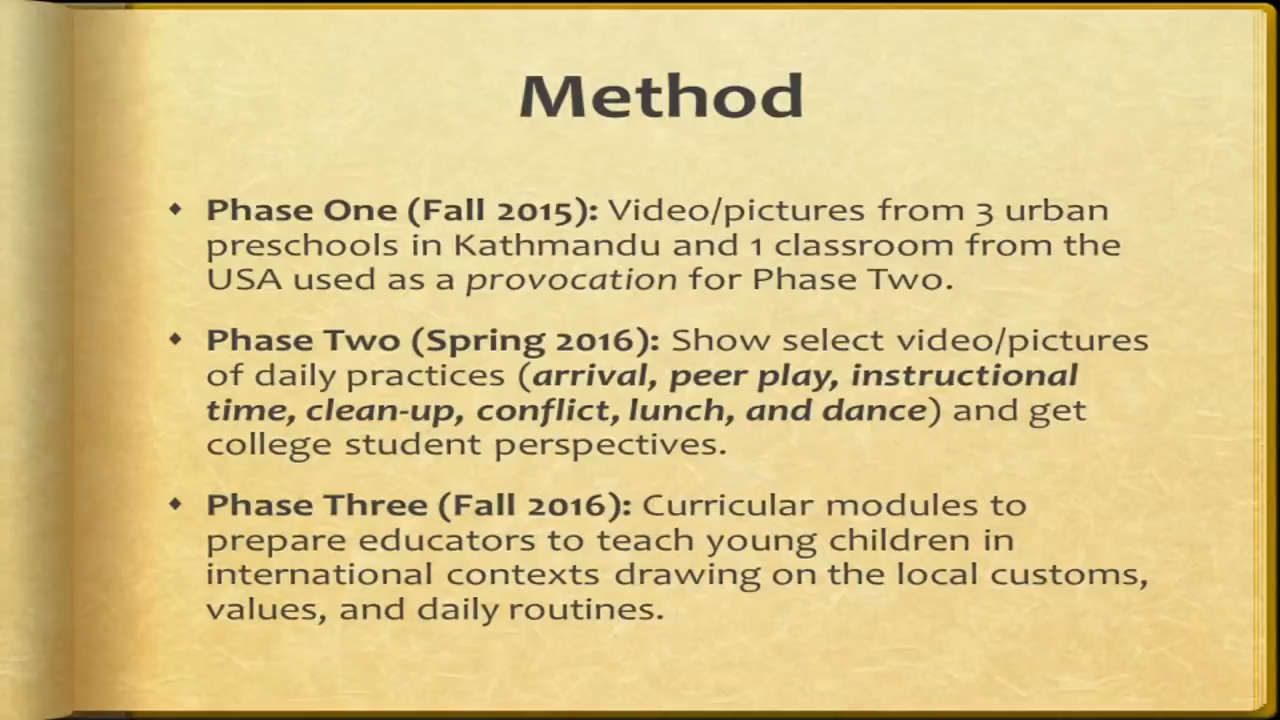 Method
Phase One (Fall 2015): Video/pictures from 3 urban
preschools in Kathmandu and 1 classroom from the
USA used as a provocation for Phase Two.
Phase Two (Spring 2016): Show select video/pictures
of daily practices (arrival, peer play, instructional
time, clean-up, conflict, lunch, and dance) and get
college student perspectives.
Phase Three (Fall 2016): Curricular modules to
prepare educators to teach young children in
international contexts drawing on the local customs,
values, and daily routines.